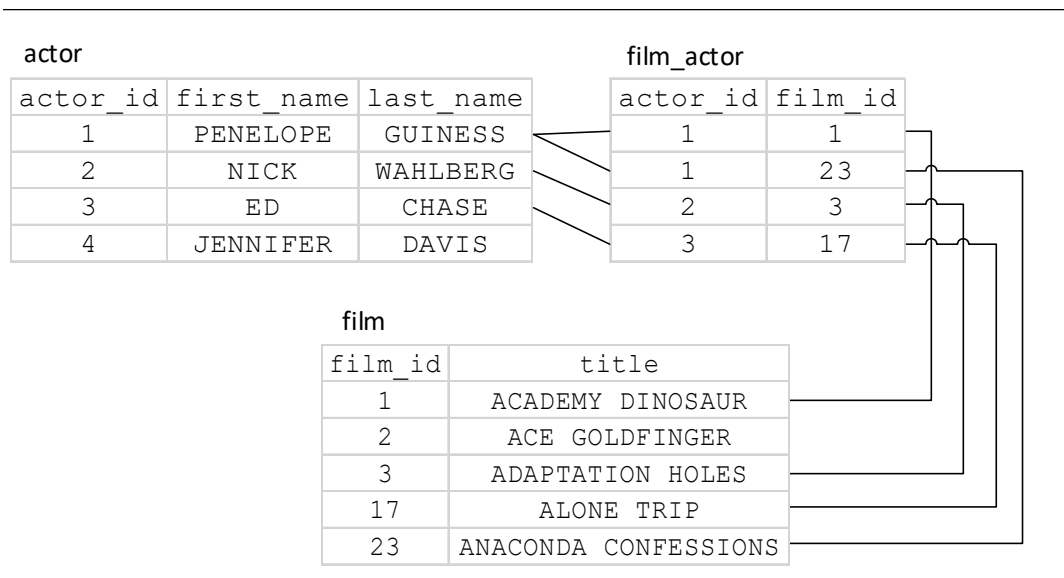 actor
actor_id first_name last_name
1 PENELOPE GUINESS
2 NICK WAHLBERG
3 ED CHASE
4 JENNIFER DAVIS
film_actor
actor_id film_id
1 1
1 23
2 3
3 17
film
film_id title
1 ACADEMY DINOSAUR
2 ACE GOLDFINGER
3 ADAPTATION HOLES
17 ALONE TRIP
23 ANACONDA CONFESSIONS